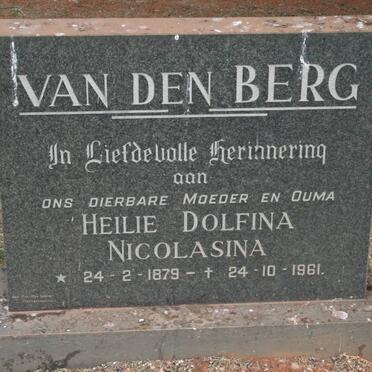 VAN DEN BERG
In Liefdevolle Herinnering
aan
ONS DIERBARE MOEDER EN OUMA
HEILIE DOLFINA
NICOLASINA
★ 24-2-1879 – † 24-10-1961.